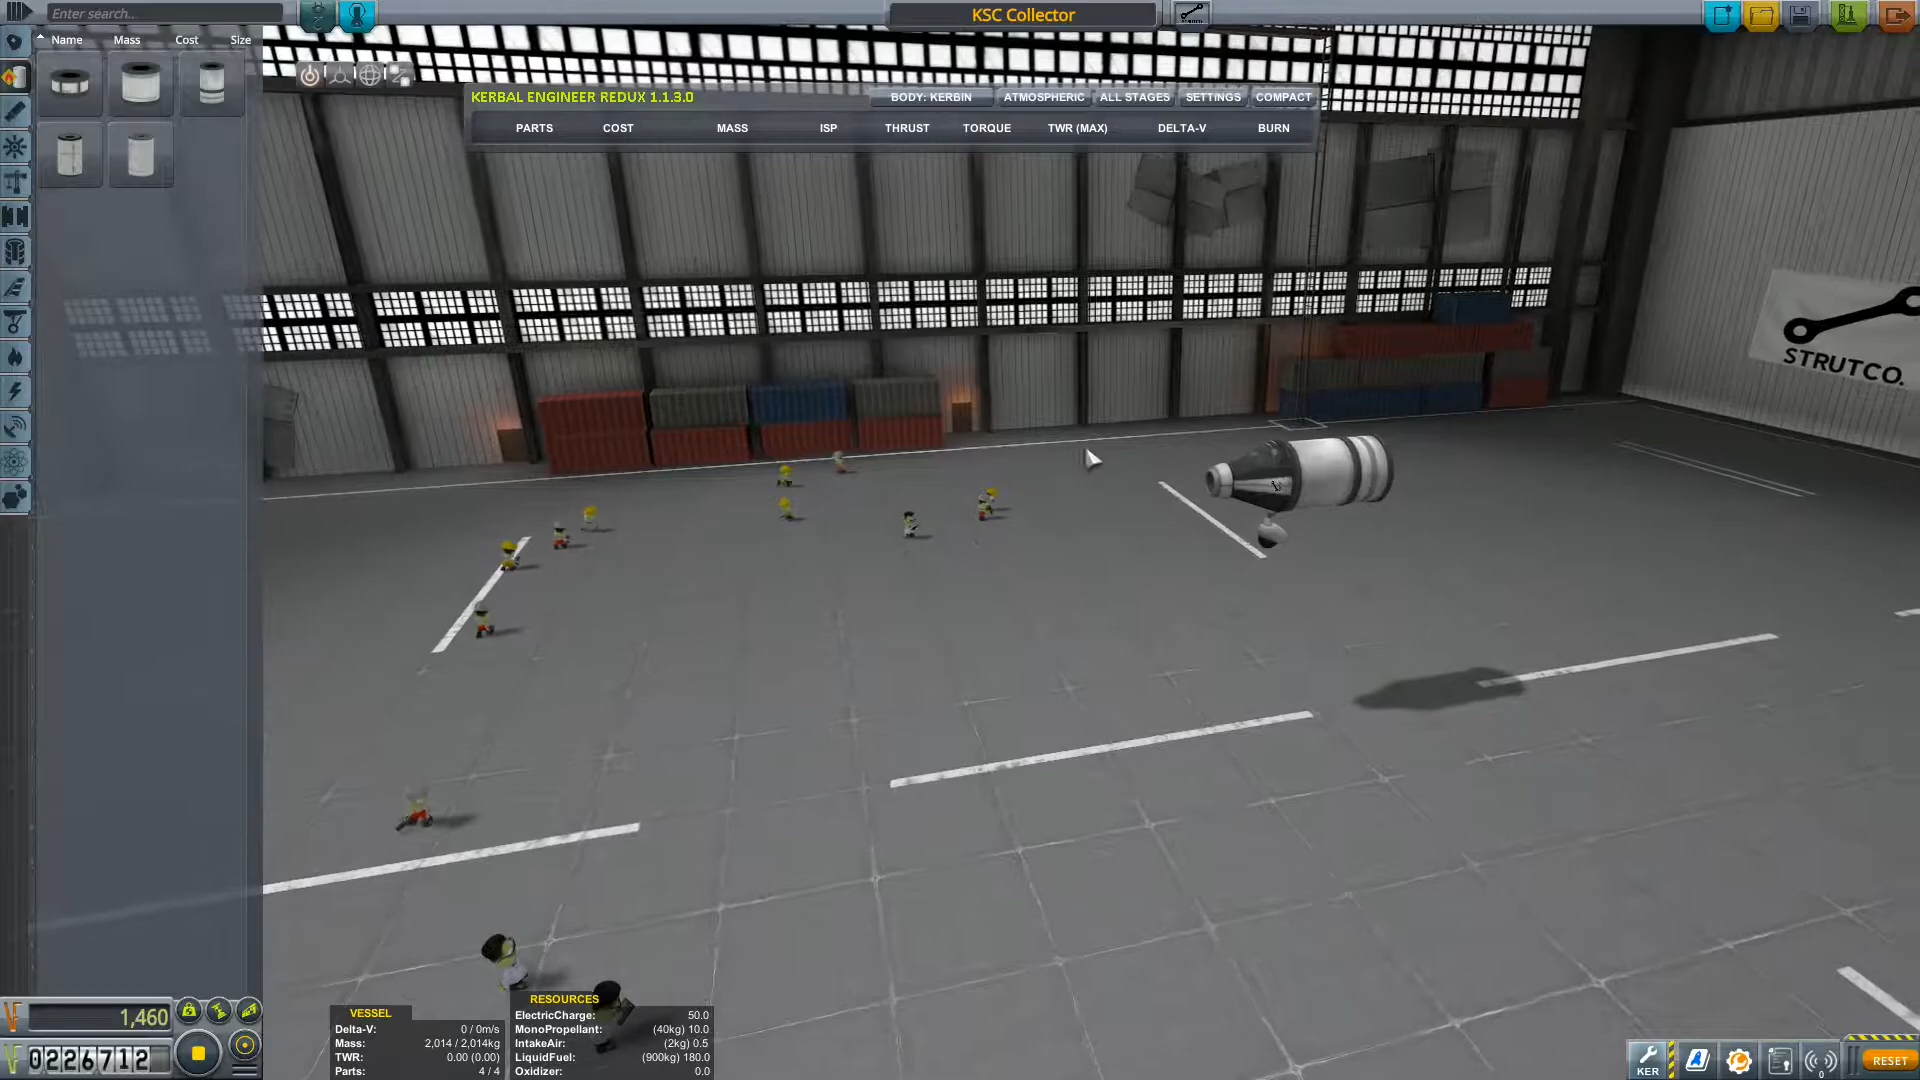 Enter search...
KSC Collector
Name Mass Cost Size
KERBAL ENGINEER REDUX 1.1.3.0
BODY: KERBIN
ATMOSPHERIC
ALL STAGES
SETTINGS
COMPACT
PARTS COST MASS ISP THRUST TORQUE TWR (MAX) DELTA-V BURN
STRUTCO.
1,460
0226712
VESSEL
Delta-V: 0 / 0m/s
Mass: 2,014 / 2,014kg
TWR: 0.00 (0.00)
Parts: 4 / 4
RESOURCES
ElectricCharge: 50.0
MonoPropellant: (40kg) 10.0
IntakeAir: (2kg) 0.5
LiquidFuel: (900kg) 180.0
Oxidizer: 0.0
KER
0
RESET